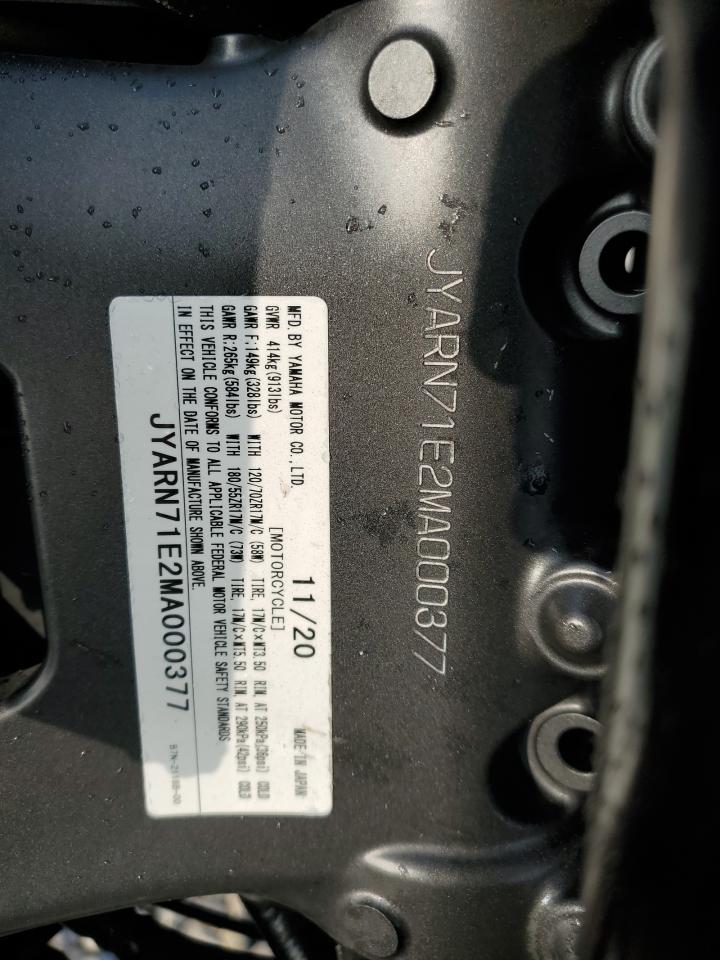 JYARN71E2MA000377
11/20 MADE IN JAPAN
MFD. BY YAMAHA MOTOR CO., LTD. [MOTORCYCLE]
GVWR 414kg(913lbs)
GAWR F:149kg(328lbs) WITH 120/70ZR17M/C (58W) TIRE, 17M/C×MT3.50 RIM, AT 250kPa(36psi) COLD
GAWR R:265kg(584lbs) WITH 180/55ZR17M/C (73W) TIRE, 17M/C×MT5.50 RIM, AT 290kPa(42psi) COLD
THIS VEHICLE CONFORMS TO ALL APPLICABLE FEDERAL MOTOR VEHICLE SAFETY STANDARDS
IN EFFECT ON THE DATE OF MANUFACTURE SHOWN ABOVE.
JYARN71E2MA000377